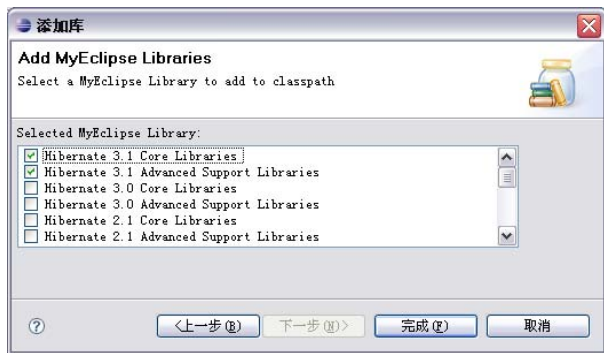 添加库
Add MyEclipse Libraries
Select a MyEclipse Library to add to classpath
Selected MyEclipse Library:
Hibernate 3.1 Core Libraries
Hibernate 3.1 Advanced Support Libraries
Hibernate 3.0 Core Libraries
Hibernate 3.0 Advanced Support Libraries
Hibernate 2.1 Core Libraries
Hibernate 2.1 Advanced Support Libraries
<上一步(B) 下一步(N)> 完成(F) 取消